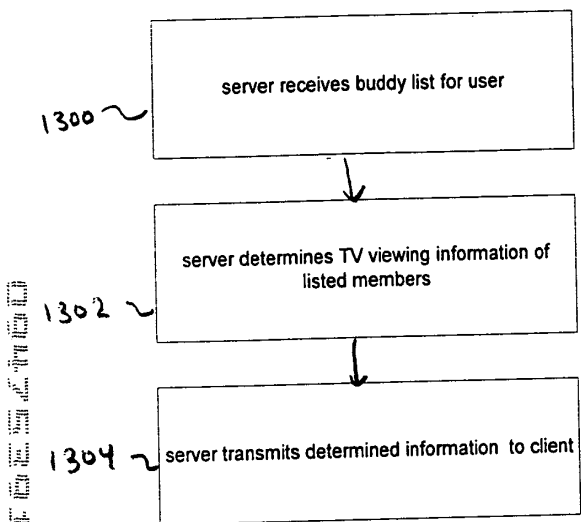 server receives buddy list for user
1300
server determines TV viewing information of
listed members
1302
server transmits determined information to client
1304